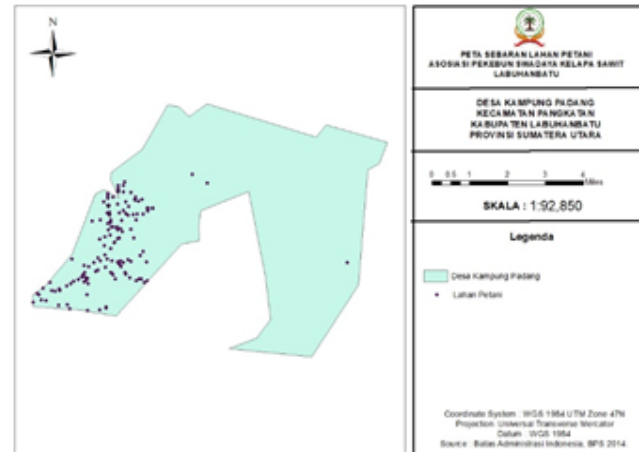 N
PETA SEBARAN LAHAN PETANI
ASOSIASI PEKEBUN SWADAYA KELAPA SAWIT
LABUHANBATU
DESA KAMPUNG PADANG
KECAMATAN PANGKATAN
KABUPATEN LABUHANBATU
PROVINSI SUMATERA UTARA
0 0.5 1 2 3 4
Miles
SKALA : 1:92,850
Legenda
Desa Kampung Padang
Lahan Petani
Coordinate System : WGS 1984 UTM Zone 47N
Projection: Universal Transverse Mercator
Datum : WGS 1984
Source : Batas Administrasi Indonesia, BPS 2014.